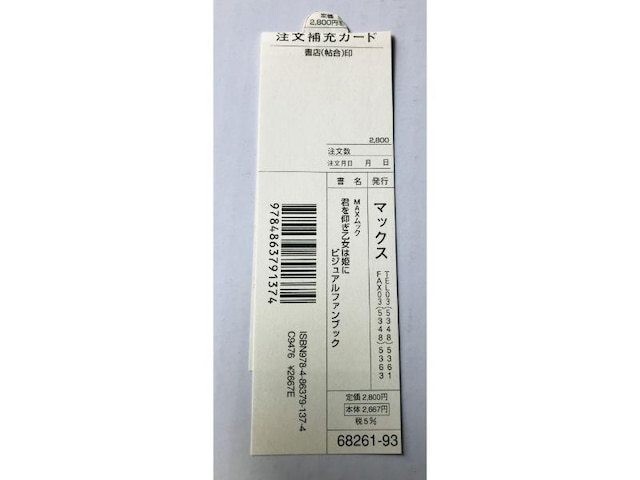 定価
2,800円
注文補充カード
書店(帖合)印
2,800
注文数
注文月日 月 日
書名 発行
マックス
TEL03(5348)5361
FAX03(5348)5363
MAXムック
君を仰ぎ乙女は姫に
ビジュアルファンブック
9784863791374
ISBN978-4-86379-137-4
C9476 ¥2667E
定価2,800円
本体2,667円
税5%
68261-93